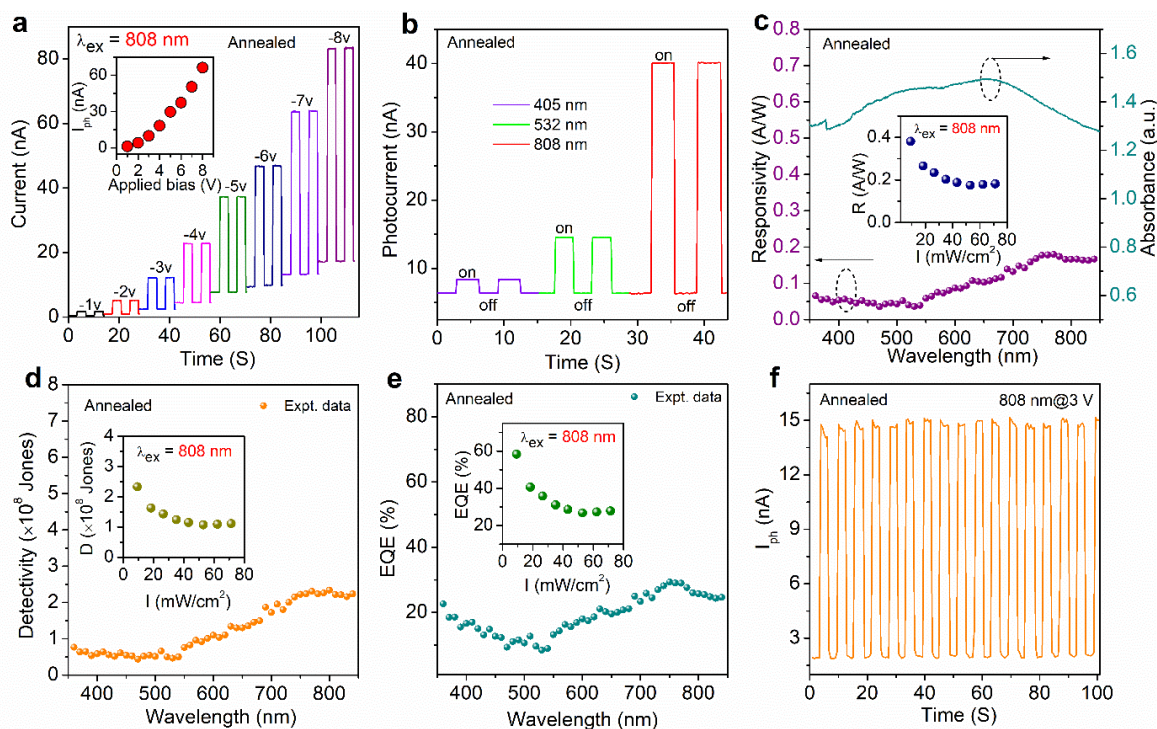 a
λex = 808 nm
Annealed
Iph (nA)
60
30
0
0 2 4 6 8
Applied bias (V)
-1v
-2v
-3v
-4v
-5v
-6v
-7v
-8v
Current (nA)
80
60
40
20
0
0 20 40 60 80 100
Time (S)
b
Annealed
405 nm
532 nm
808 nm
on
on
on
off
off
off
Photocurrent (nA)
40
30
20
10
0
0 10 20 30 40
Time (S)
c
Annealed
Responsivity (A/W)
0.8
0.7
0.6
0.5
0.4
0.3
0.2
0.1
0.0
400 500 600 700 800
Wavelength (nm)
Absorbance (a.u.)
1.6
1.4
1.2
1.0
0.8
0.6
λex = 808 nm
R (A/W)
0.4
0.2
0.0
20 40 60 80
I (mW/cm²)
d
Annealed
Expt. data
Detectivity (×10⁸ Jones)
8
7
6
5
4
3
2
1
0
400 500 600 700 800
Wavelength (nm)
λex = 808 nm
D (×10⁸ Jones)
4
3
2
1
0
0 20 40 60 80
I (mW/cm²)
e
Annealed
Expt. data
EQE (%)
80
60
40
20
0
400 500 600 700 800
Wavelength (nm)
λex = 808 nm
EQE (%)
80
60
40
20
0 20 40 60 80
I (mW/cm²)
f
Annealed
808 nm@3 V
Iph (nA)
15
12
9
6
3
0 20 40 60 80 100
Time (S)